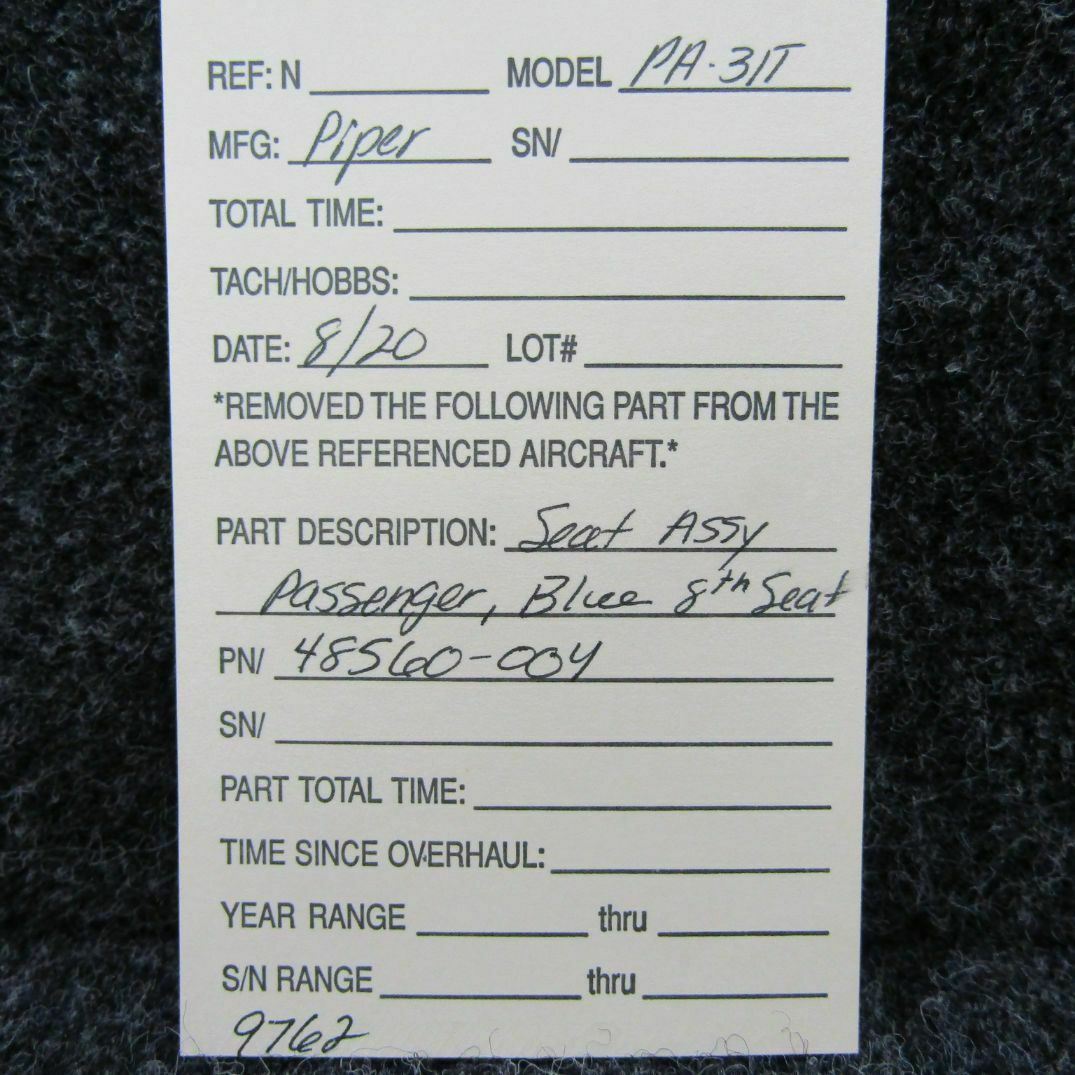 REF: N MODEL PA-31T
MFG: Piper SN/
TOTAL TIME:
TACH/HOBBS:
DATE: 8/20 LOT#
*REMOVED THE FOLLOWING PART FROM THE
ABOVE REFERENCED AIRCRAFT.*
PART DESCRIPTION: Seat Assy
Passenger, Blue 8th Seat
PN/ 48560-004
SN/
PART TOTAL TIME:
TIME SINCE OVERHAUL:
YEAR RANGE thru
S/N RANGE thru
9762